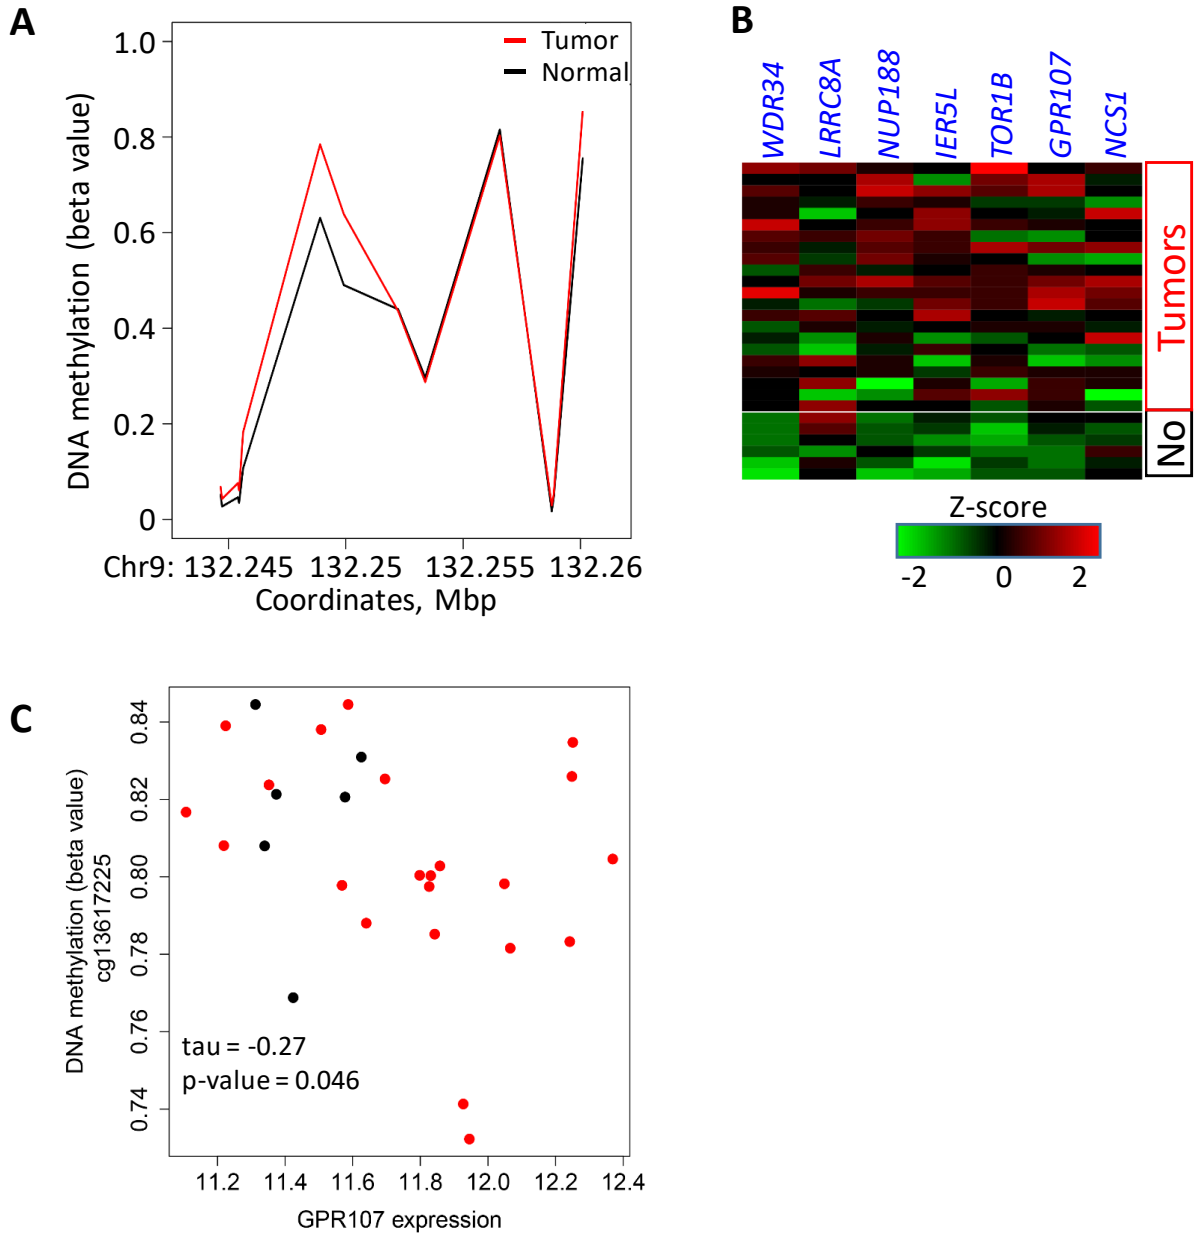 A
1.0
0.8
0.6
0.4
0.2
0
DNA methylation (beta value)
Tumor
Normal
Chr9: 132.245 132.25 132.255 132.26
Coordinates, Mbp
B
WDR34 LRRC8A NUP188 IER5L TOR1B GPR107 NCS1
Tumors
No
Z-score
-2 0 2
C
0.84
0.82
0.80
0.78
0.76
0.74
DNA methylation (beta value)
cg13617225
tau = -0.27
p-value = 0.046
11.2 11.4 11.6 11.8 12.0 12.2 12.4
GPR107 expression